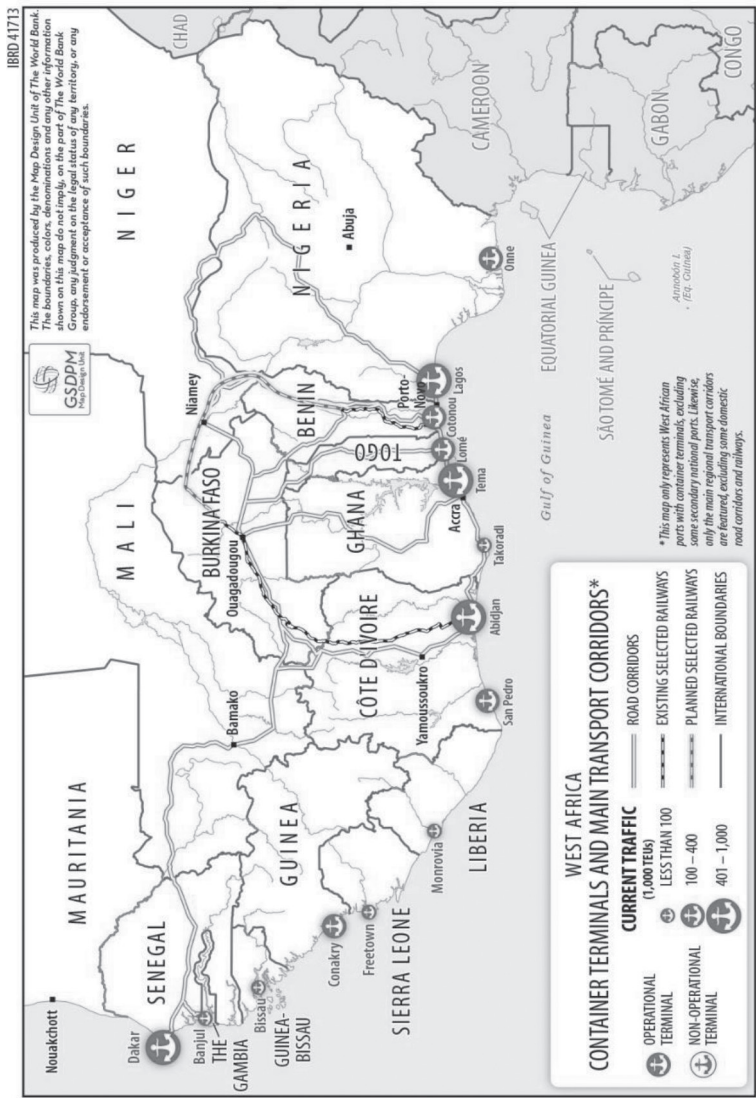 IBRD 41713
This map was produced by the Map Design Unit of The World Bank.
The boundaries, colors, denominations and any other information
shown on this map do not imply, on the part of The World Bank
Group, any judgment on the legal status of any territory, or any
endorsement or acceptance of such boundaries.
GSDPM
Map Design Unit
MAURITANIA
Nouakchott
MALI
NIGER
CHAD
Niamey
SENEGAL
Dakar
Bamako
BURKINA FASO
Ouagadougou
Banjul
THE
GAMBIA
Bissau
GUINEA-
BISSAU
GUINEA
BENIN
NIGERIA
Abuja
Conakry
Freetown
SIERRA LEONE
CÔTE D'IVOIRE
Yamoussoukro
GHANA
TOGO
Porto-
Novo
Lagos
Cotonou
Lomé
Tema
Accra
Takoradi
Abidjan
San Pedro
Monrovia
LIBERIA
Onne
CAMEROON
EQUATORIAL GUINEA
GABON
CONGO
SÃO TOMÉ AND PRÍNCIPE
Annobón I.
(Eq. Guinea)
Gulf of Guinea
WEST AFRICA
CONTAINER TERMINALS AND MAIN TRANSPORT CORRIDORS*
CURRENT TRAFFIC
(1,000 TEUs)
OPERATIONAL
TERMINAL
NON-OPERATIONAL
TERMINAL
LESS THAN 100
100 – 400
401 – 1,000
ROAD CORRIDORS
EXISTING SELECTED RAILWAYS
PLANNED SELECTED RAILWAYS
INTERNATIONAL BOUNDARIES
* This map only represents West African
ports with container terminals, excluding
some secondary national ports. Likewise,
only the main regional transport corridors
are featured, excluding some domestic
road corridors and railways.